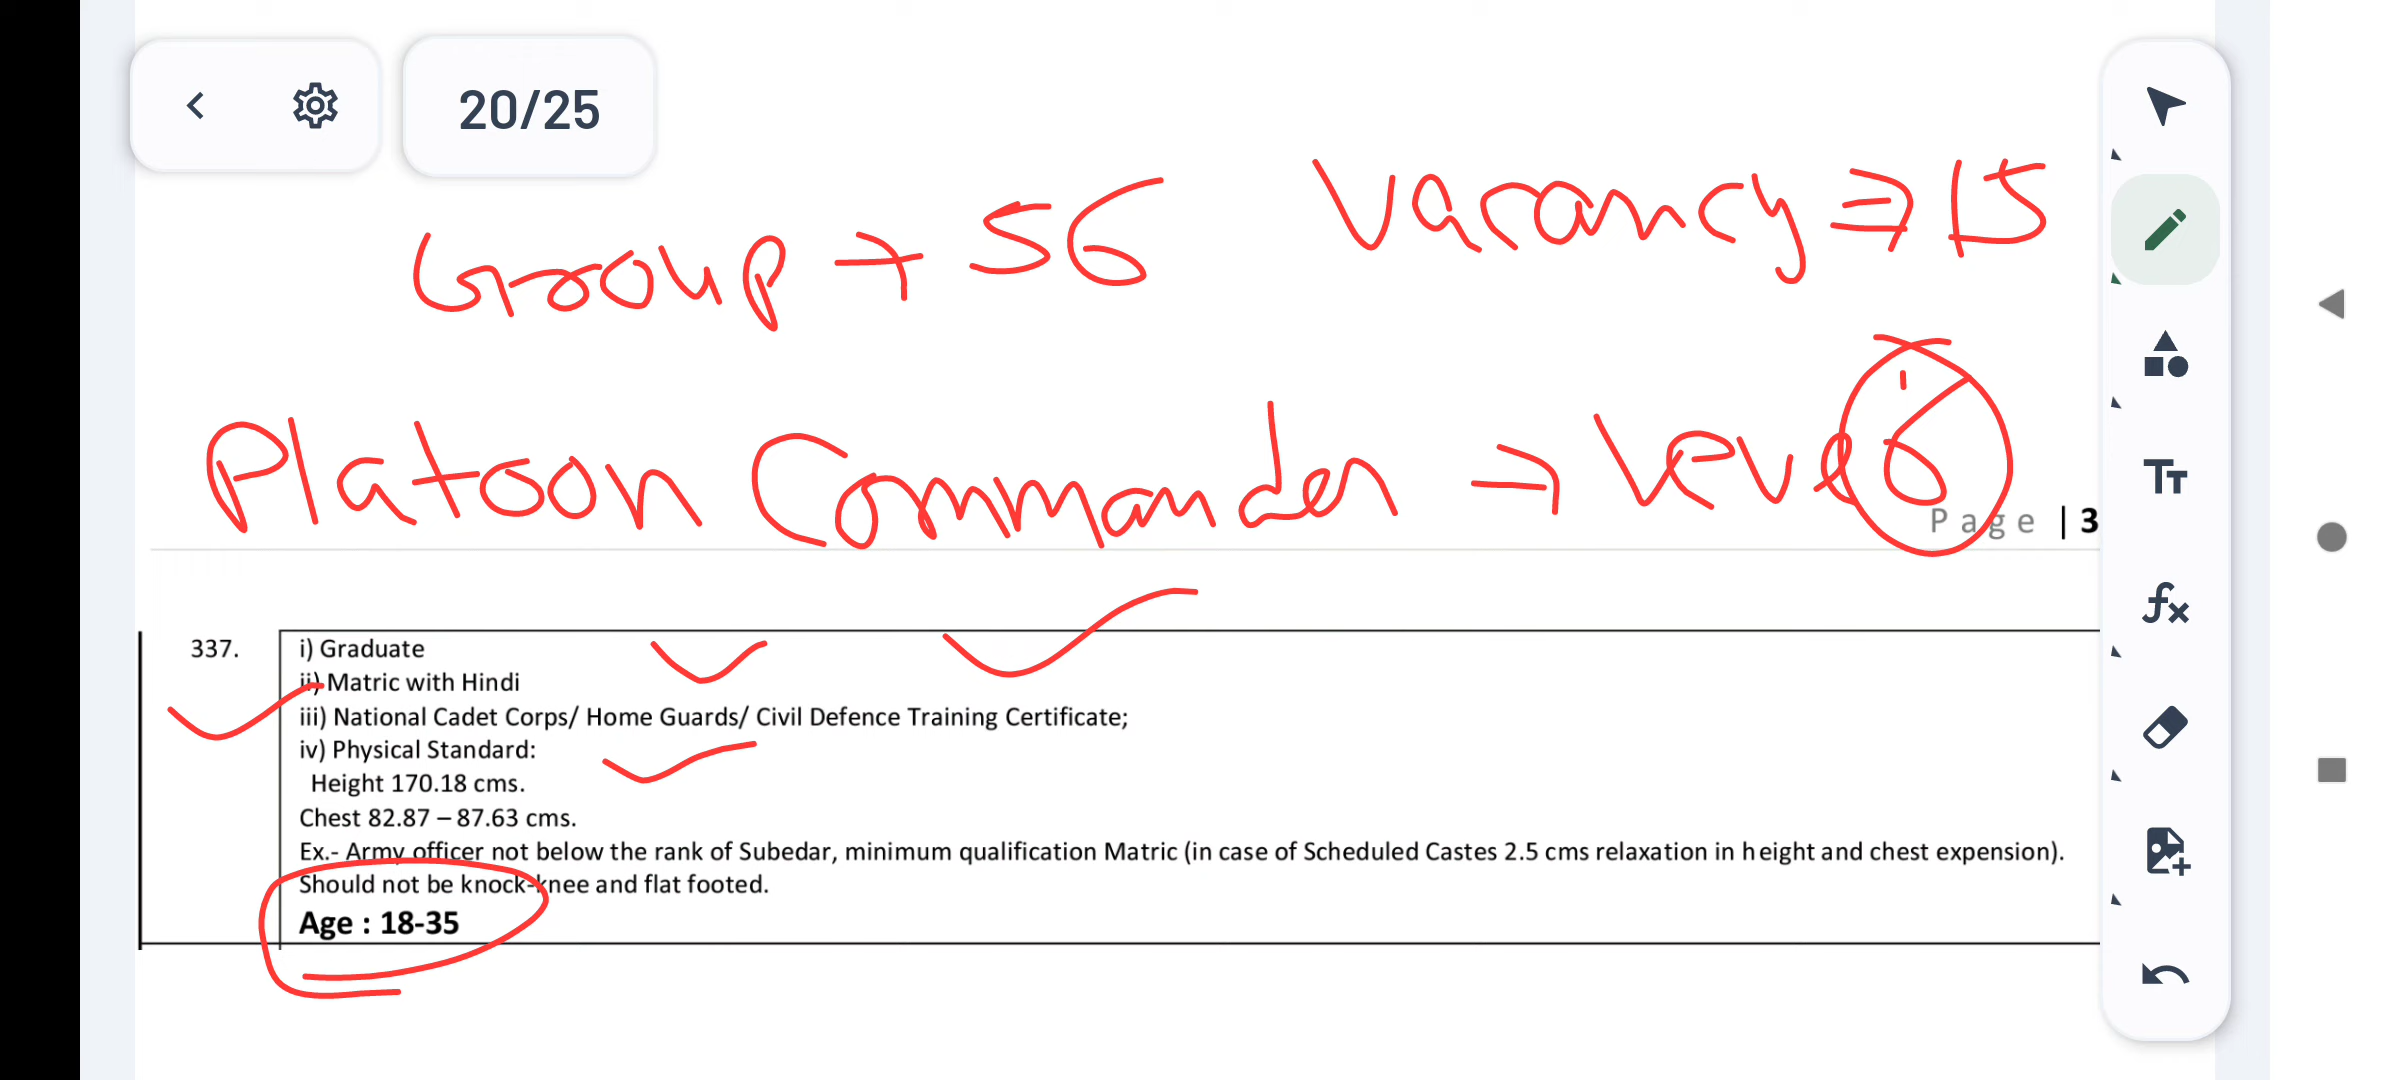 20/25
Group → 56 Vacancy ⇒ 15
Platoon Commander → level 6
Page | 3
337. i) Graduate
ii) Matric with Hindi
iii) National Cadet Corps/ Home Guards/ Civil Defence Training Certificate;
iv) Physical Standard:
Height 170.18 cms.
Chest 82.87 – 87.63 cms.
Ex.- Army officer not below the rank of Subedar, minimum qualification Matric (in case of Scheduled Castes 2.5 cms relaxation in height and chest expension).
Should not be knock-knee and flat footed.
Age : 18-35